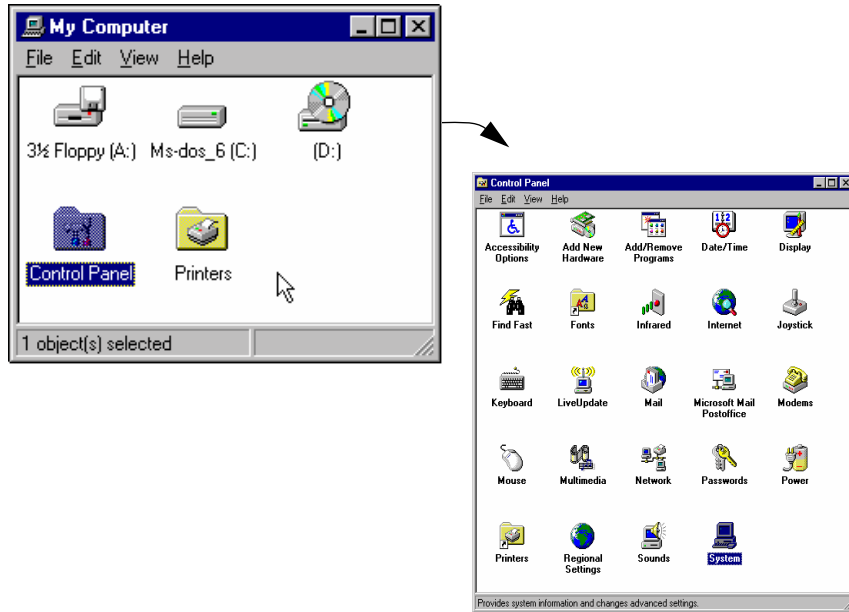 My Computer
File Edit View Help
3½ Floppy (A:) Ms-dos_6 (C:) (D:)
Control Panel Printers
1 object(s) selected
Control Panel
File Edit View Help
Accessibility Options Add New Hardware Add/Remove Programs Date/Time Display
Find Fast Fonts Infrared Internet Joystick
Keyboard LiveUpdate Mail Microsoft Mail Postoffice Modems
Mouse Multimedia Network Passwords Power
Printers Regional Settings Sounds System
Provides system information and changes advanced settings.